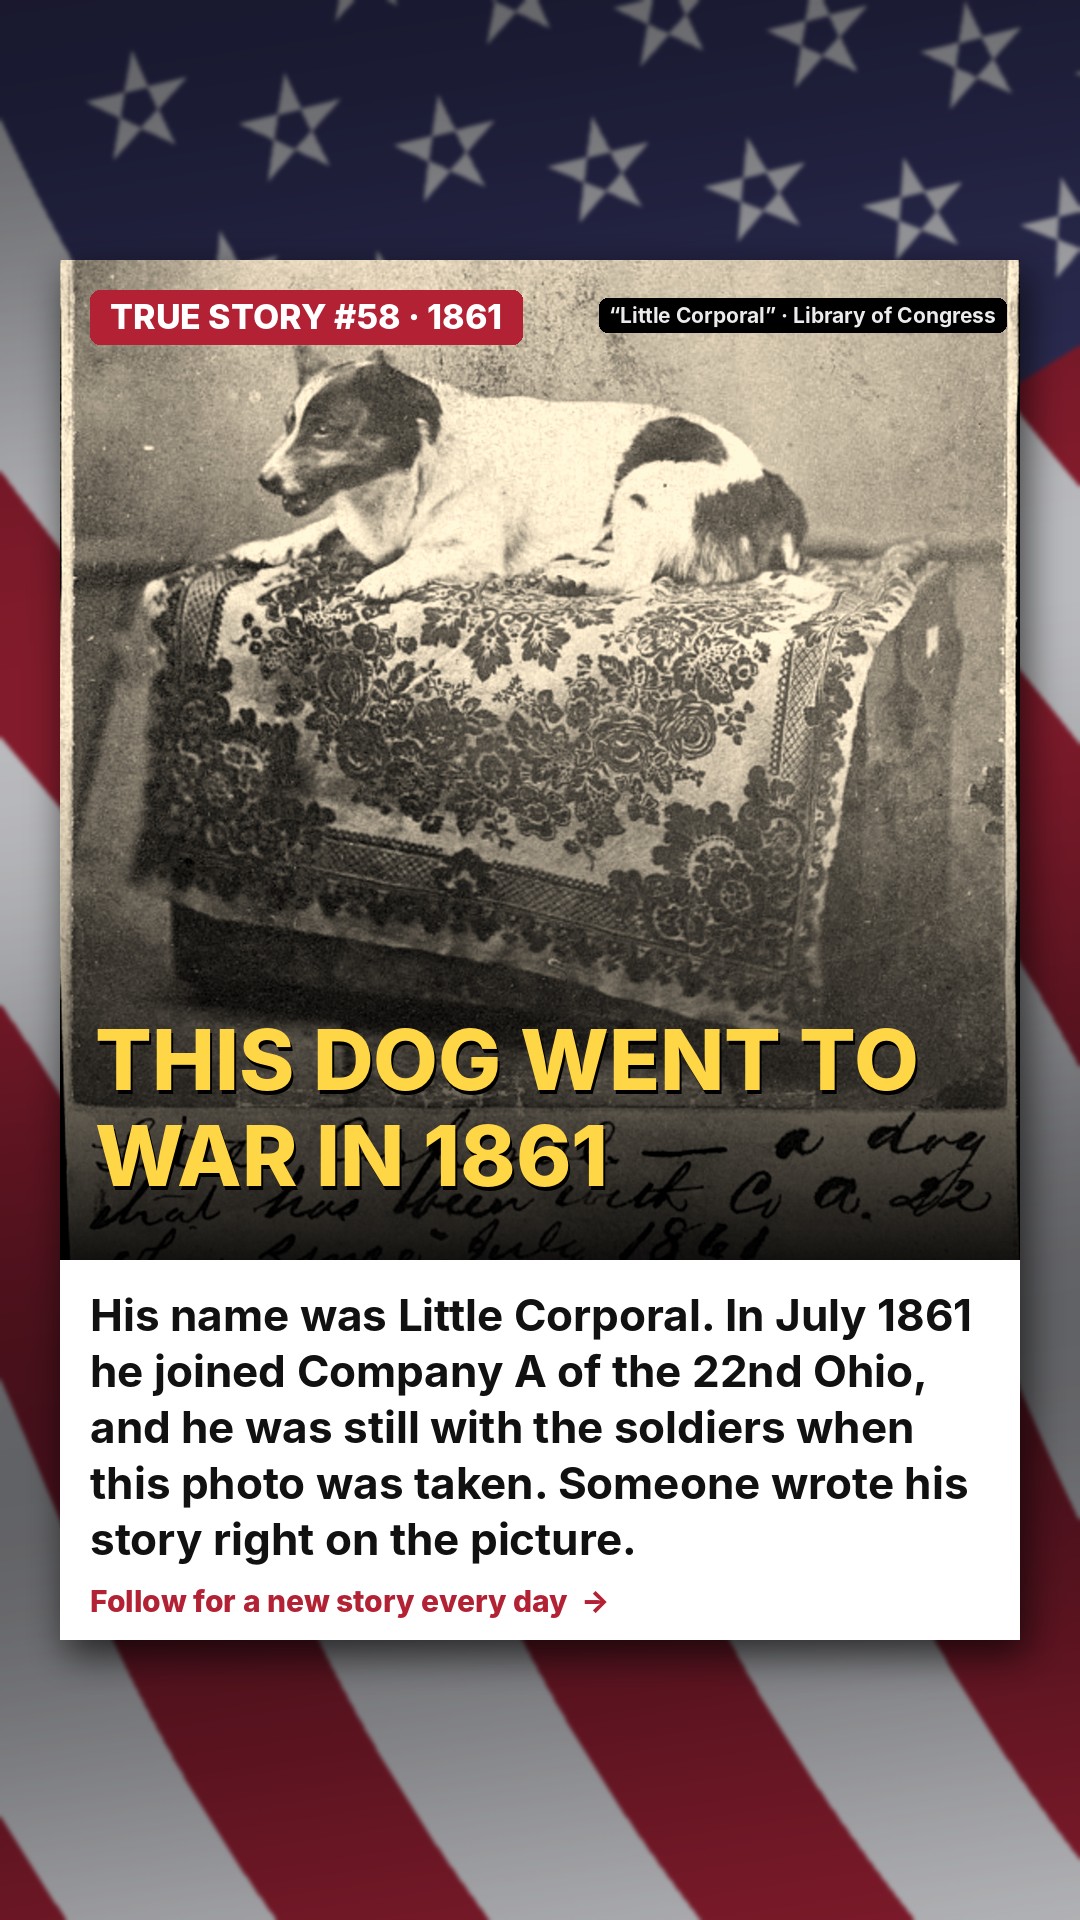 TRUE STORY #58 · 1861
“Little Corporal” · Library of Congress
THIS DOG WENT TO
WAR IN 1861
— a dog
that has been with Co A. 22
July 1861
His name was Little Corporal. In July 1861
he joined Company A of the 22nd Ohio,
and he was still with the soldiers when
this photo was taken. Someone wrote his
story right on the picture.
Follow for a new story every day →